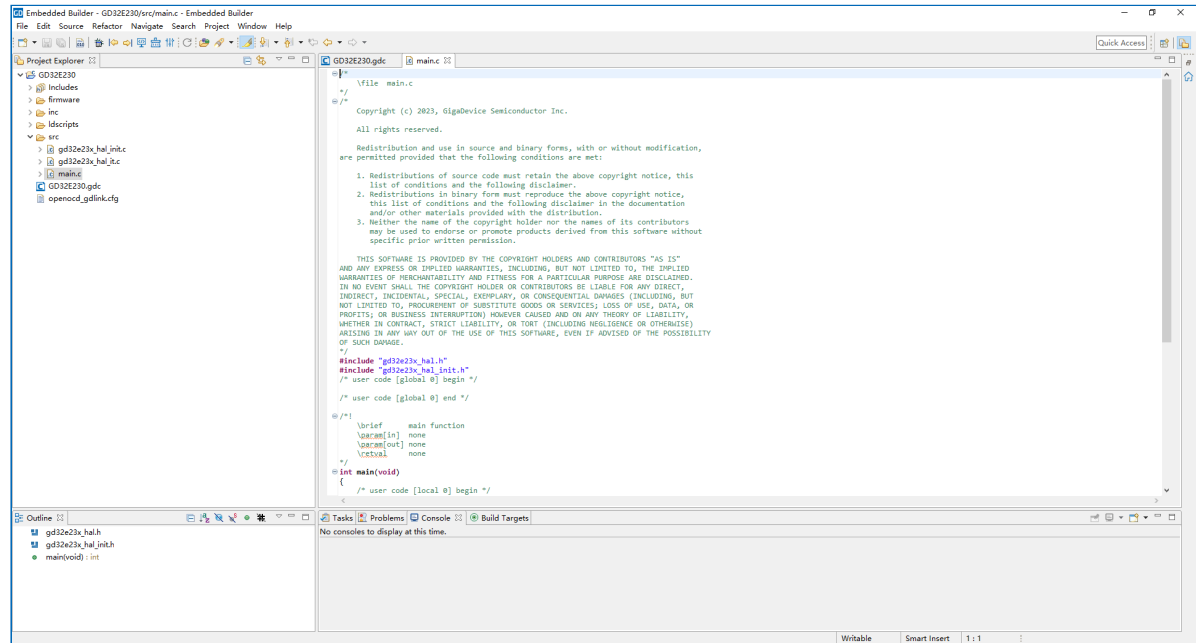 GD Embedded Builder - GD32E230/src/main.c - Embedded Builder
File Edit Source Refactor Navigate Search Project Window Help
Quick Access
Project Explorer
GD32E230
Includes
firmware
inc
ldscripts
src
gd32e23x_hal_init.c
gd32e23x_hal_it.c
main.c
GD32E230.gdc
openocd_gdlink.cfg
GD32E230.gdc main.c
/*
\file main.c
*/
/*
Copyright (c) 2023, GigaDevice Semiconductor Inc.
All rights reserved.
Redistribution and use in source and binary forms, with or without modification,
are permitted provided that the following conditions are met:
1. Redistributions of source code must retain the above copyright notice, this
list of conditions and the following disclaimer.
2. Redistributions in binary form must reproduce the above copyright notice,
this list of conditions and the following disclaimer in the documentation
and/or other materials provided with the distribution.
3. Neither the name of the copyright holder nor the names of its contributors
may be used to endorse or promote products derived from this software without
specific prior written permission.
THIS SOFTWARE IS PROVIDED BY THE COPYRIGHT HOLDERS AND CONTRIBUTORS "AS IS"
AND ANY EXPRESS OR IMPLIED WARRANTIES, INCLUDING, BUT NOT LIMITED TO, THE IMPLIED
WARRANTIES OF MERCHANTABILITY AND FITNESS FOR A PARTICULAR PURPOSE ARE DISCLAIMED.
IN NO EVENT SHALL THE COPYRIGHT HOLDER OR CONTRIBUTORS BE LIABLE FOR ANY DIRECT,
INDIRECT, INCIDENTAL, SPECIAL, EXEMPLARY, OR CONSEQUENTIAL DAMAGES (INCLUDING, BUT
NOT LIMITED TO, PROCUREMENT OF SUBSTITUTE GOODS OR SERVICES; LOSS OF USE, DATA, OR
PROFITS; OR BUSINESS INTERRUPTION) HOWEVER CAUSED AND ON ANY THEORY OF LIABILITY,
WHETHER IN CONTRACT, STRICT LIABILITY, OR TORT (INCLUDING NEGLIGENCE OR OTHERWISE)
ARISING IN ANY WAY OUT OF THE USE OF THIS SOFTWARE, EVEN IF ADVISED OF THE POSSIBILITY
OF SUCH DAMAGE.
*/
#include "gd32e23x_hal.h"
#include "gd32e23x_hal_init.h"
/* user code [global 0] begin */
/* user code [global 0] end */
/*!
\brief main function
\param[in] none
\param[out] none
\retval none
*/
int main(void)
{
/* user code [local 0] begin */
Outline
gd32e23x_hal.h
gd32e23x_hal_init.h
main(void) : int
Tasks Problems Console Build Targets
No consoles to display at this time.
Writable Smart Insert 1 : 1